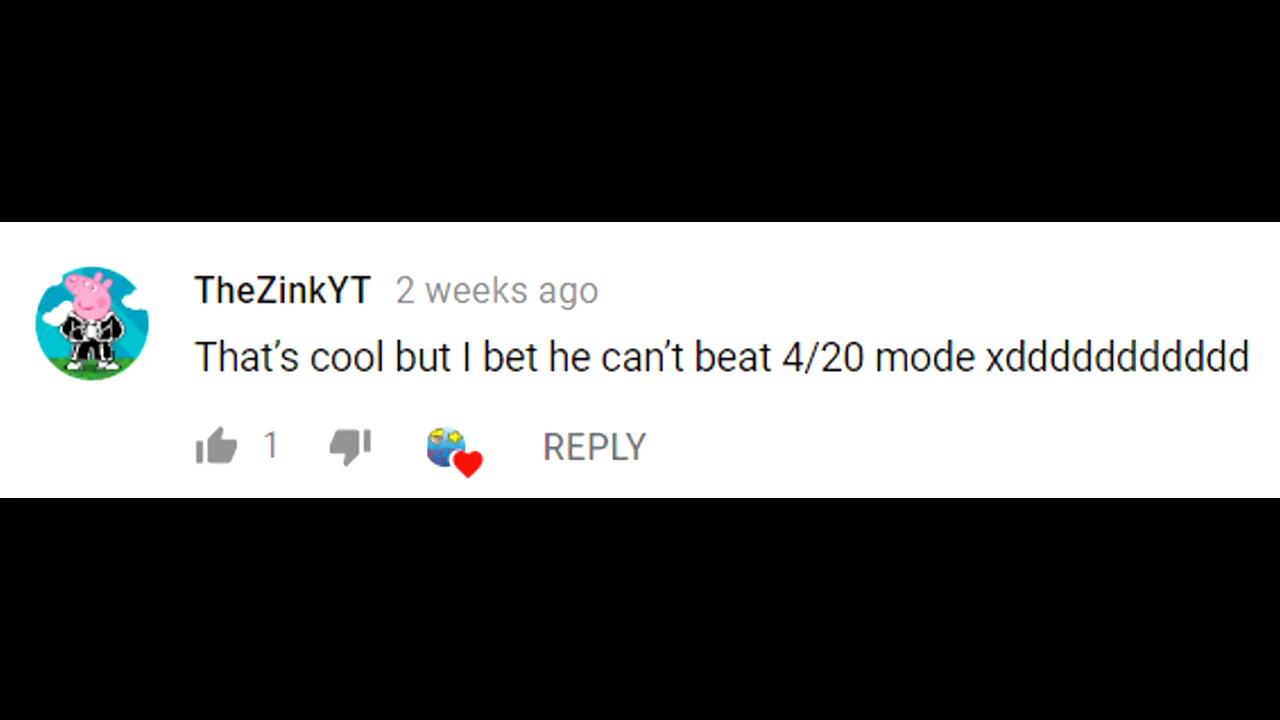 TheZinkYT 2 weeks ago
That's cool but I bet he can't beat 4/20 mode xddddddddddd
1 REPLY